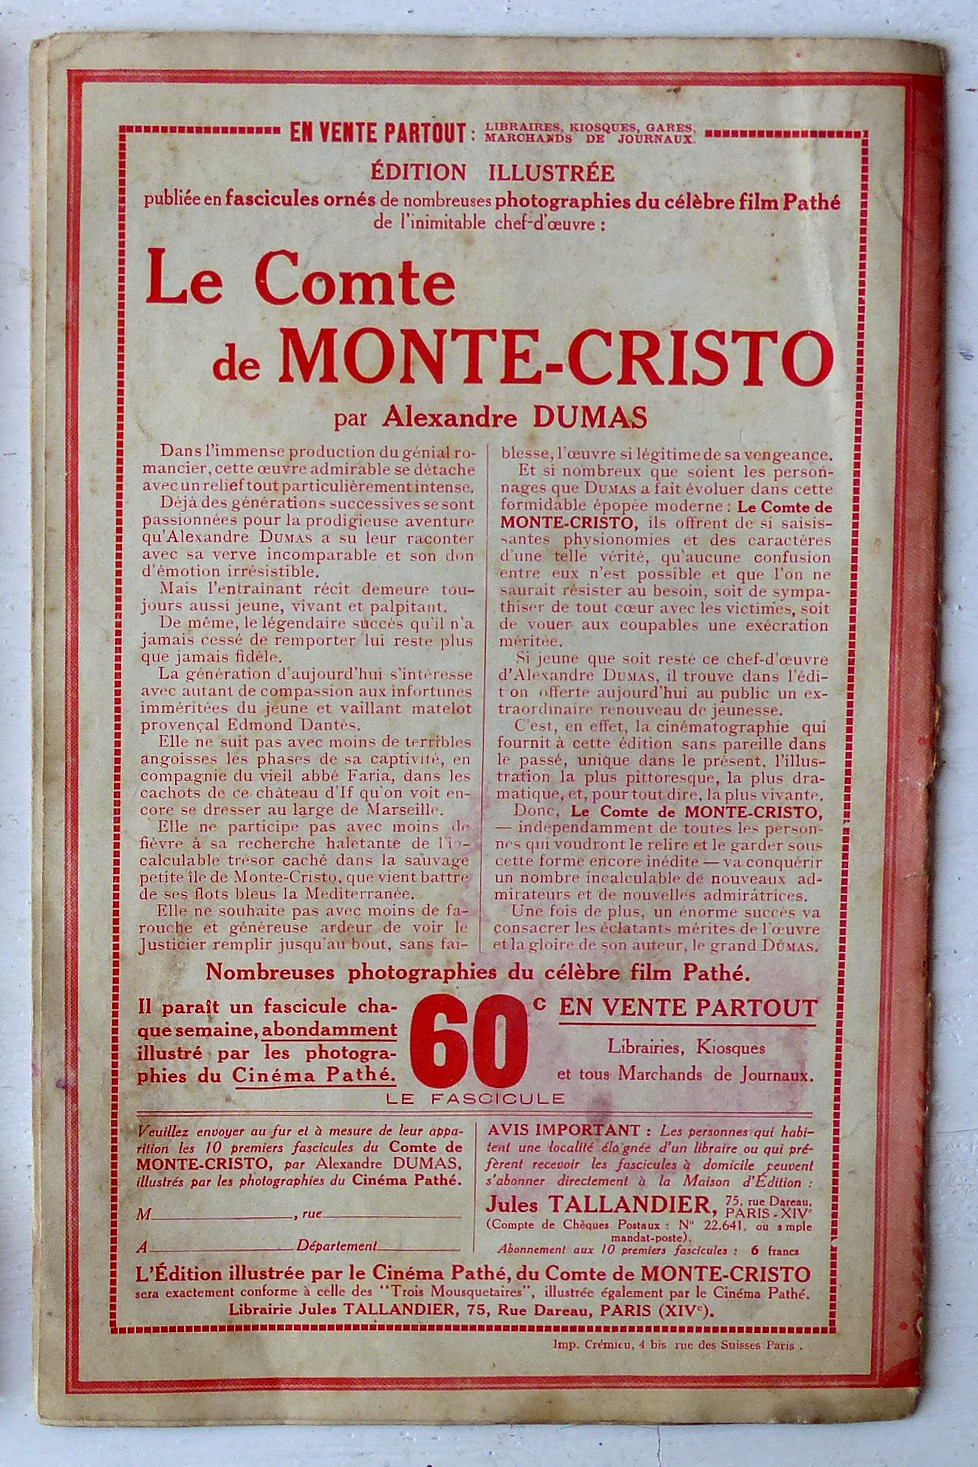 EN VENTE PARTOUT : LIBRAIRES, KIOSQUES, GARES,
MARCHANDS DE JOURNAUX.
ÉDITION ILLUSTRÉE
publiée en fascicules ornés de nombreuses photographies du célèbre film Pathé
de l'inimitable chef-d'œuvre :
Le Comte
de MONTE-CRISTO
par Alexandre DUMAS
Dans l'immense production du génial ro-
mancier, cette œuvre admirable se détache
avec un relief tout particulièrement intense.
Déjà des générations successives se sont
passionnées pour la prodigieuse aventure
qu'Alexandre DUMAS a su leur raconter
avec sa verve incomparable et son don
d'émotion irrésistible.
Mais l'entrainant récit demeure tou-
jours aussi jeune, vivant et palpitant.
De même, le légendaire succès qu'il n'a
jamais cessé de remporter lui reste plus
que jamais fidèle.
La génération d'aujourd'hui s'intéresse
avec autant de compassion aux infortunes
imméritées du jeune et vaillant matelot
provençal Edmond Dantès.
Elle ne suit pas avec moins de terribles
angoisses les phases de sa captivité, en
compagnie du vieil abbé Faria, dans les
cachots de ce château d'If qu'on voit en-
core se dresser au large de Marseille.
Elle ne participe pas avec moins de
fièvre à sa recherche haletante de l'in-
calculable trésor caché dans la sauvage
petite île de Monte-Cristo, que vient battre
de ses flots bleus la Méditerranée.
Elle ne souhaite pas avec moins de fa-
rouche et généreuse ardeur de voir le
Justicier remplir jusqu'au bout, sans fai-
blesse, l'œuvre si légitime de sa vengeance.
Et si nombreux que soient les person-
nages que DUMAS a fait évoluer dans cette
formidable épopée moderne : Le Comte de
MONTE-CRISTO, ils offrent de si saisis-
santes physionomies et des caractères
d'une telle vérité, qu'aucune confusion
entre eux n'est possible et que l'on ne
saurait résister au besoin, soit de sympa-
thiser de tout cœur avec les victimes, soit
de vouer aux coupables une exécration
méritée.
Si jeune que soit resté ce chef-d'œuvre
d'Alexandre DUMAS, il trouve dans l'édi-
tion offerte aujourd'hui au public un ex-
traordinaire renouveau de jeunesse.
C'est, en effet, la cinématographie qui
fournit à cette édition sans pareille dans
le passé, unique dans le présent, l'illus-
tration la plus pittoresque, la plus dra-
matique, et, pour tout dire, la plus vivante.
Donc, Le Comte de MONTE-CRISTO,
— indépendamment de toutes les person-
nes qui voudront le relire et le garder sous
cette forme encore inédite — va conquérir
un nombre incalculable de nouveaux ad-
mirateurs et de nouvelles admiratrices.
Une fois de plus, un énorme succès va
consacrer les éclatants mérites de l'œuvre
et la gloire de son auteur, le grand DUMAS.
Nombreuses photographies du célèbre film Pathé.
Il paraît un fascicule cha-
que semaine, abondamment
illustré par les photogra-
phies du Cinéma Pathé.
60c
LE FASCICULE
EN VENTE PARTOUT
Librairies, Kiosques
et tous Marchands de Journaux.
Veuillez envoyer au fur et à mesure de leur appa-
rition les 10 premiers fascicules du Comte de
MONTE-CRISTO, par Alexandre DUMAS,
illustrés par les photographies du Cinéma Pathé.
M , rue
A Département
AVIS IMPORTANT : Les personnes qui habi-
tent une localité éloignée d'un libraire ou qui pré-
fèrent recevoir les fascicules à domicile peuvent
s'abonner directement à la Maison d'Édition :
Jules TALLANDIER, 75, rue Dareau,
PARIS-XIVe
(Compte de Chèques Postaux : N° 22.641, ou simple
mandat-poste).
Abonnement aux 10 premiers fascicules : 6 francs
L'Édition illustrée par le Cinéma Pathé, du Comte de MONTE-CRISTO
sera exactement conforme à celle des "Trois Mousquetaires", illustrée également par le Cinéma Pathé.
Librairie Jules TALLANDIER, 75, Rue Dareau, PARIS (XIVe).
Imp. Crémieu, 4 bis rue des Suisses Paris.